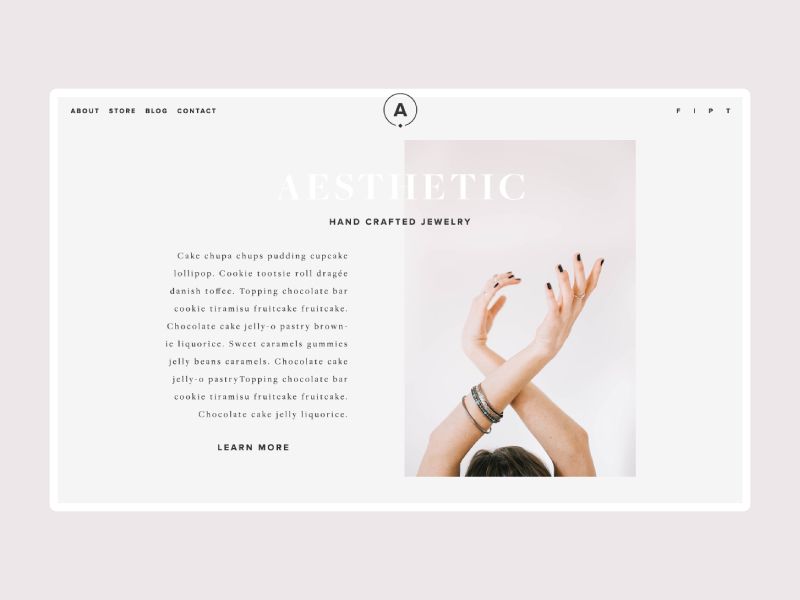 ABOUT STORE BLOG CONTACT
A
F I P T
AESTHETIC
HAND CRAFTED JEWELRY
Cake chupa chups pudding cupcake
lollipop. Cookie tootsie roll dragée
danish toffee. Topping chocolate bar
cookie tiramisu fruitcake fruitcake.
Chocolate cake jelly-o pastry brown-
ie liquorice. Sweet caramels gummies
jelly beans caramels. Chocolate cake
jelly-o pastryTopping chocolate bar
cookie tiramisu fruitcake fruitcake.
Chocolate cake jelly liquorice.
LEARN MORE